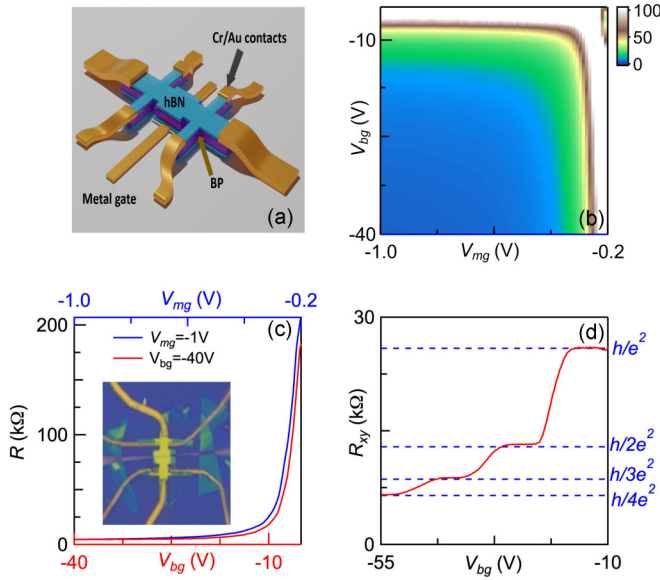 Cr/Au contacts
hBN
BP
Metal gate
(a)
100
50
0
-10
V_bg (V)
-40
(b)
-1.0
V_mg (V)
-0.2
-1.0
V_mg (V)
-0.2
200
(c)
V_mg=-1V
V_bg=-40V
R (kΩ)
100
0
-40
V_bg (V)
-10
30
(d)
h/e²
R_xy (kΩ)
h/2e²
h/3e²
h/4e²
0
-55
V_bg (V)
-10